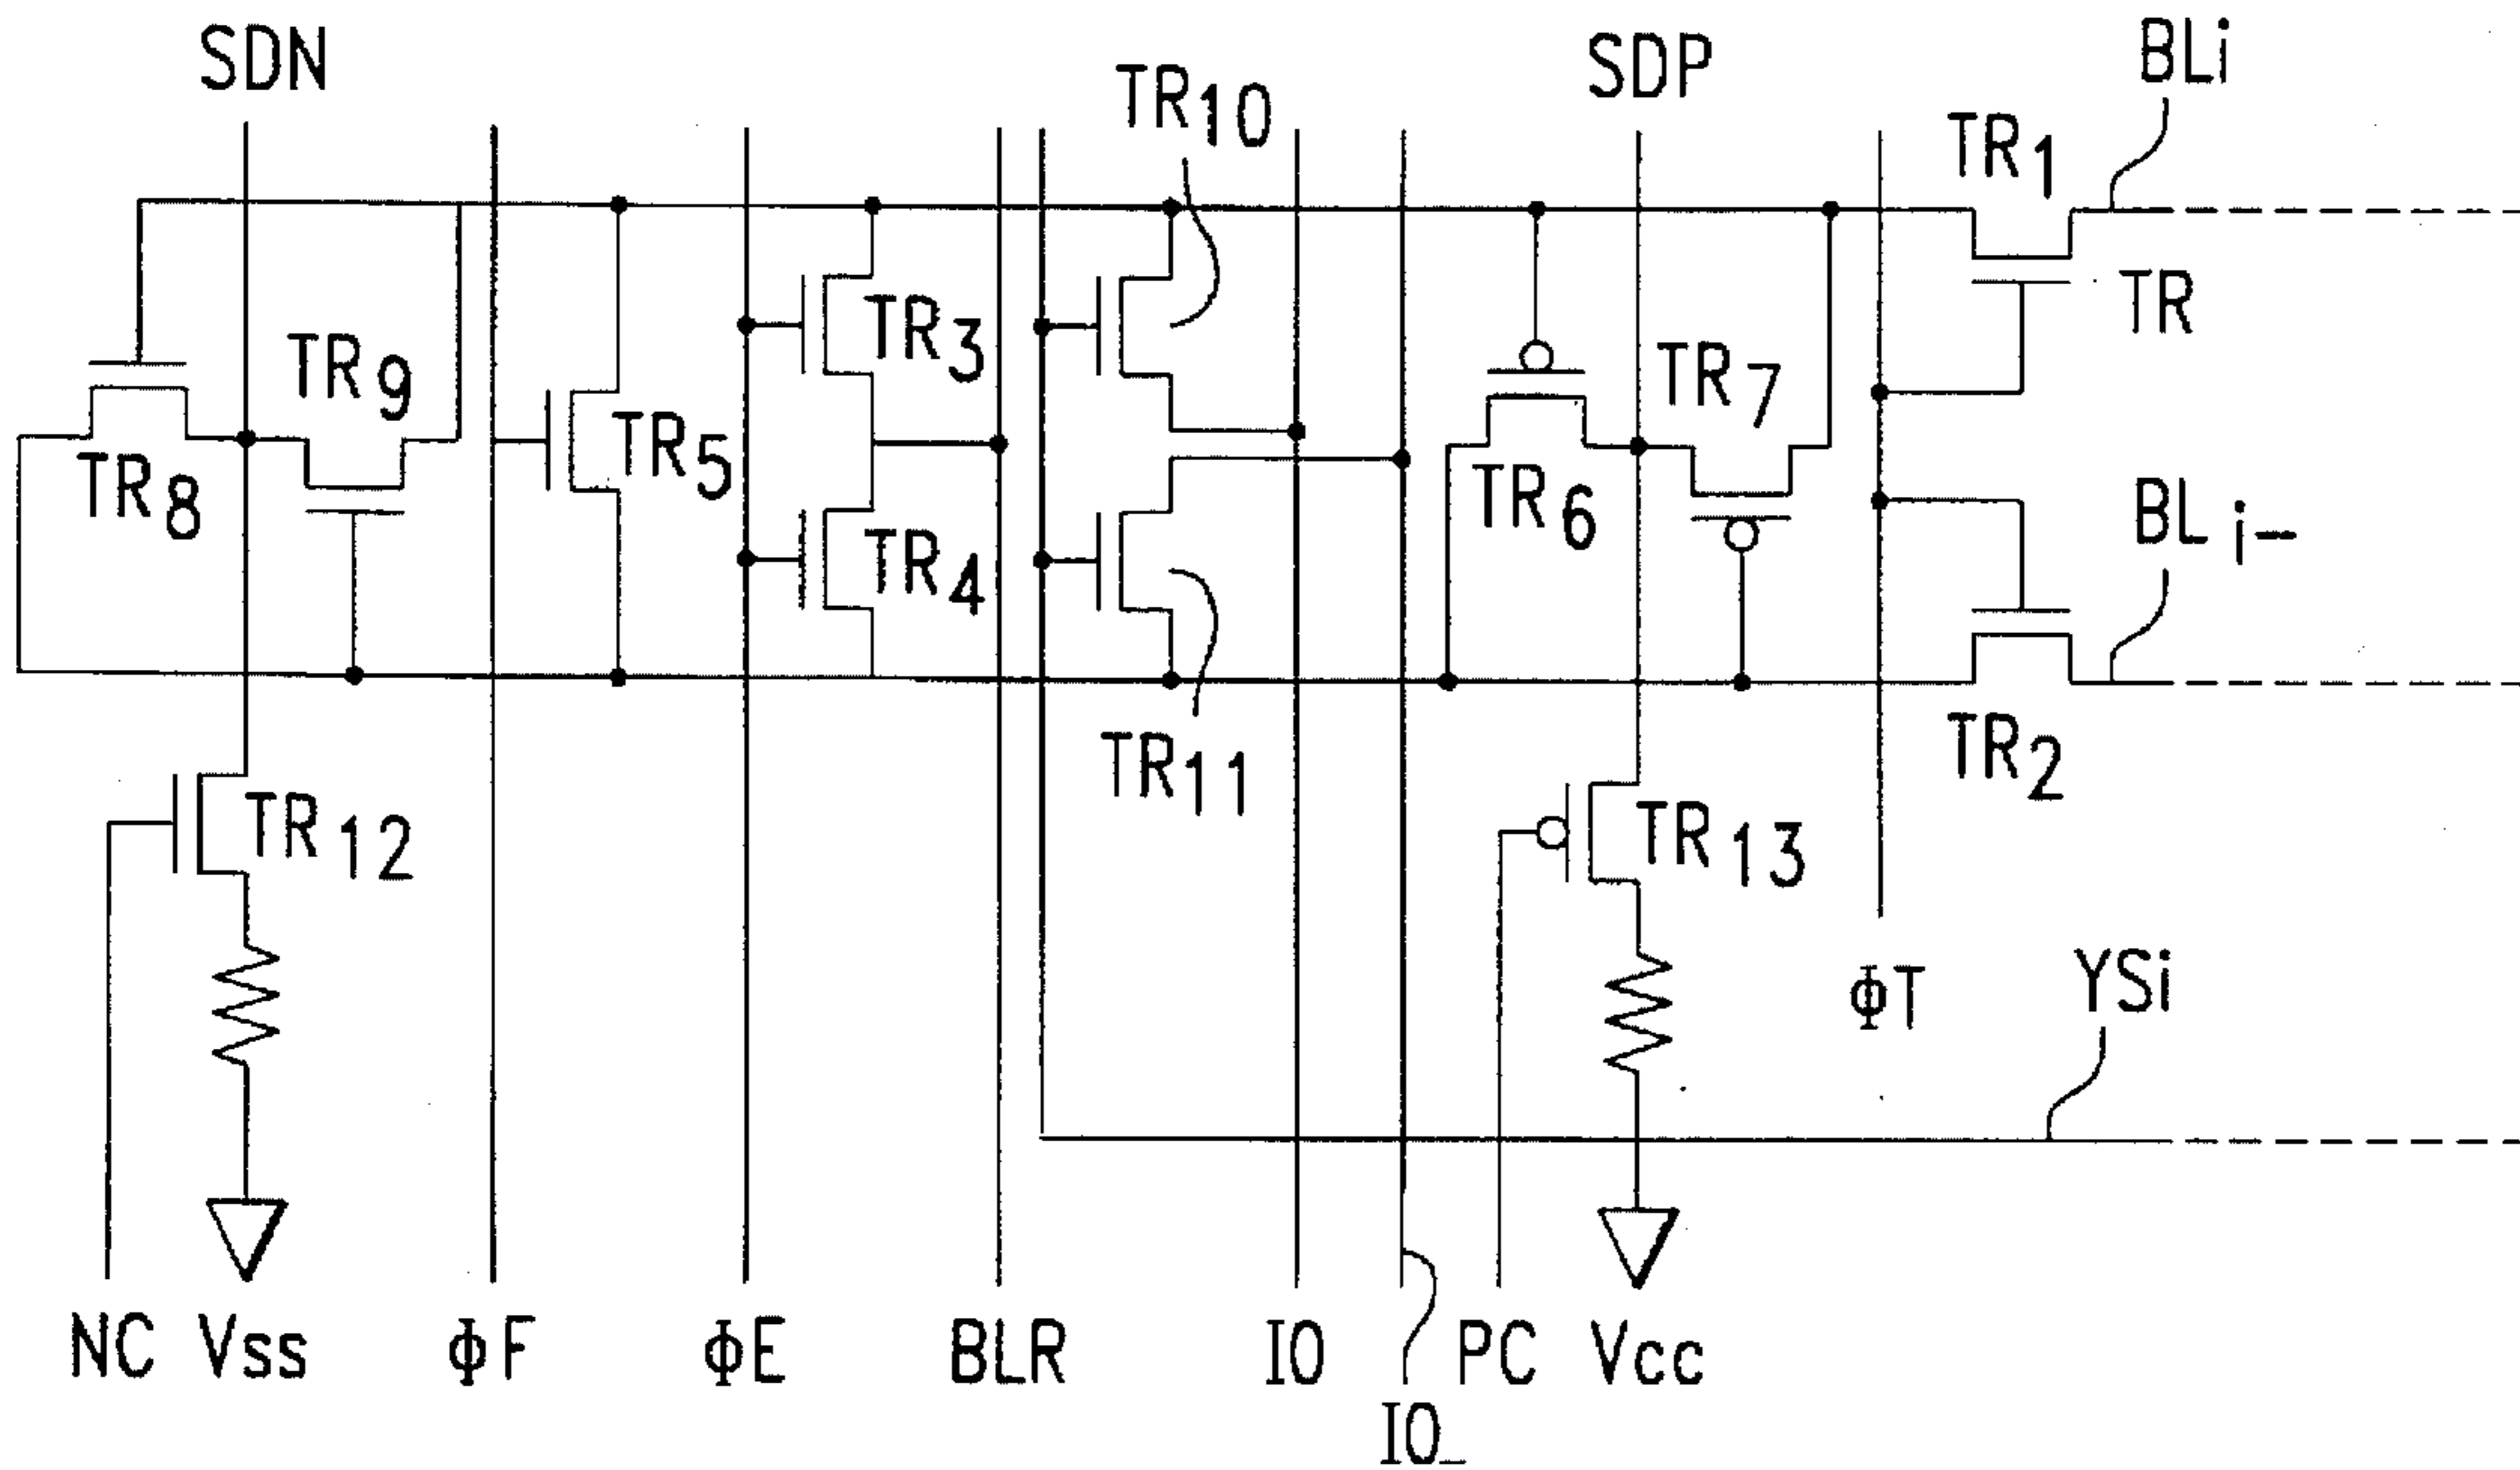 SDN
SDP
BLi
TR10
TR1
TR
TR3
TR9
TR7
TR5
TR8
TR6
BLi-
TR4
TR11
TR2
TR12
TR13
ΦT
YSi
NC Vss ΦF ΦE BLR IO PC Vcc
IO_